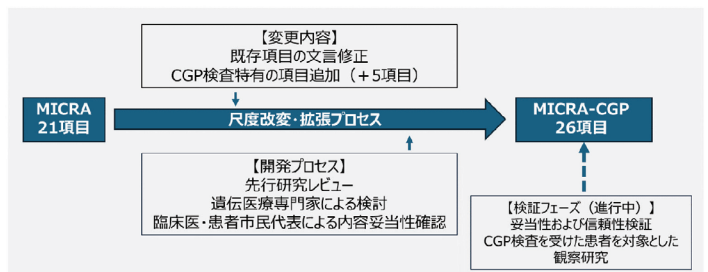 【変更内容】
既存項目の文言修正
CGP検査特有の項目追加（＋5項目）
MICRA
21項目
尺度改変・拡張プロセス
MICRA-CGP
26項目
【開発プロセス】
先行研究レビュー
遺伝医療専門家による検討
臨床医・患者市民代表による内容妥当性確認
【検証フェーズ（進行中）】
妥当性および信頼性検証
CGP検査を受けた患者を対象とした
観察研究